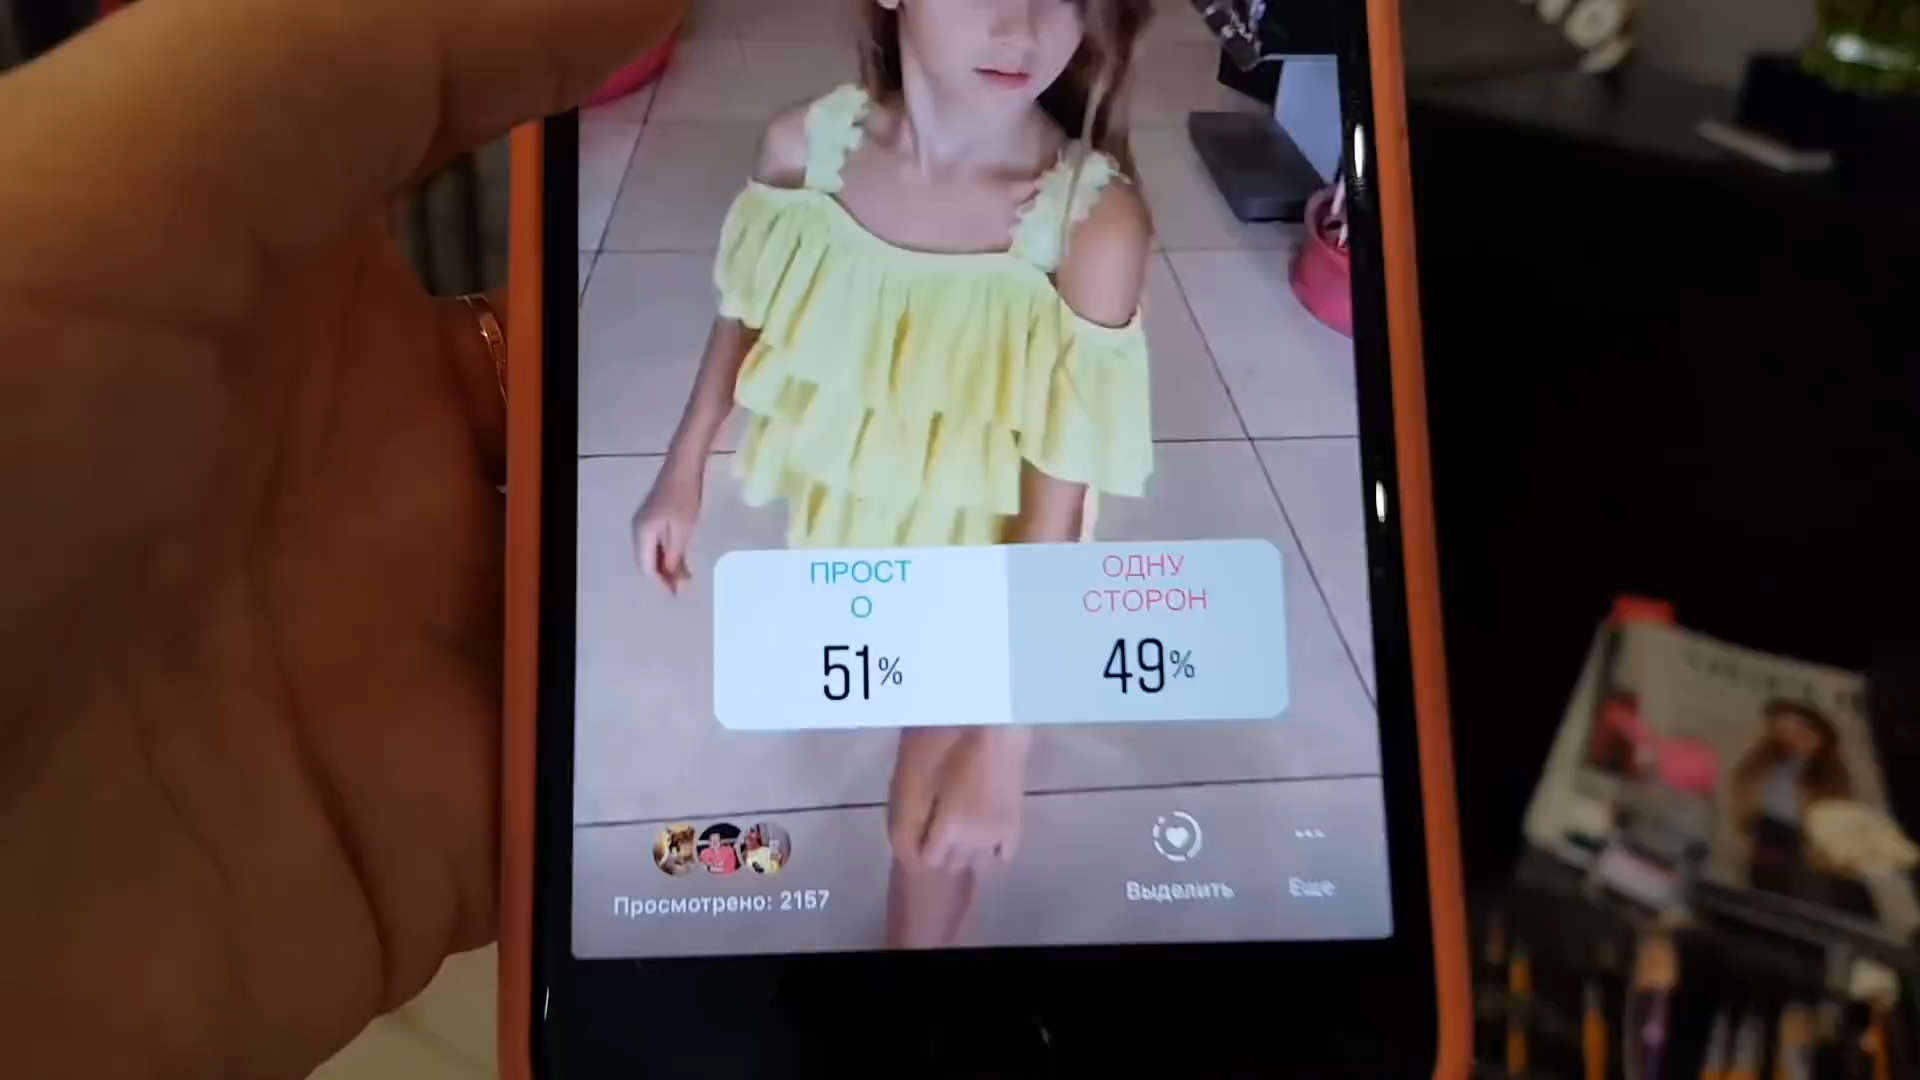 ПРОСТ
О
51%
ОДНУ
СТОРОН
49%
Просмотрено: 2157
Выделить
Еще